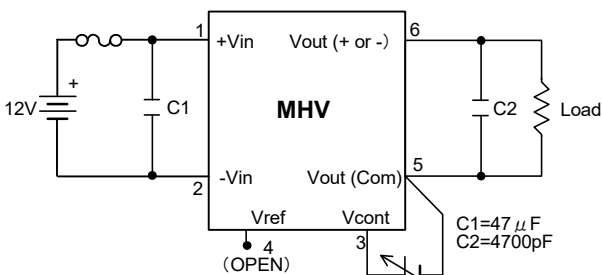 1
+Vin
Vout (+ or -)
6
+
12V
C1
MHV
C2
Load
2
-Vin
Vout (Com)
5
Vref
Vcont
C1=47μF
C2=4700pF
4
3
(OPEN)